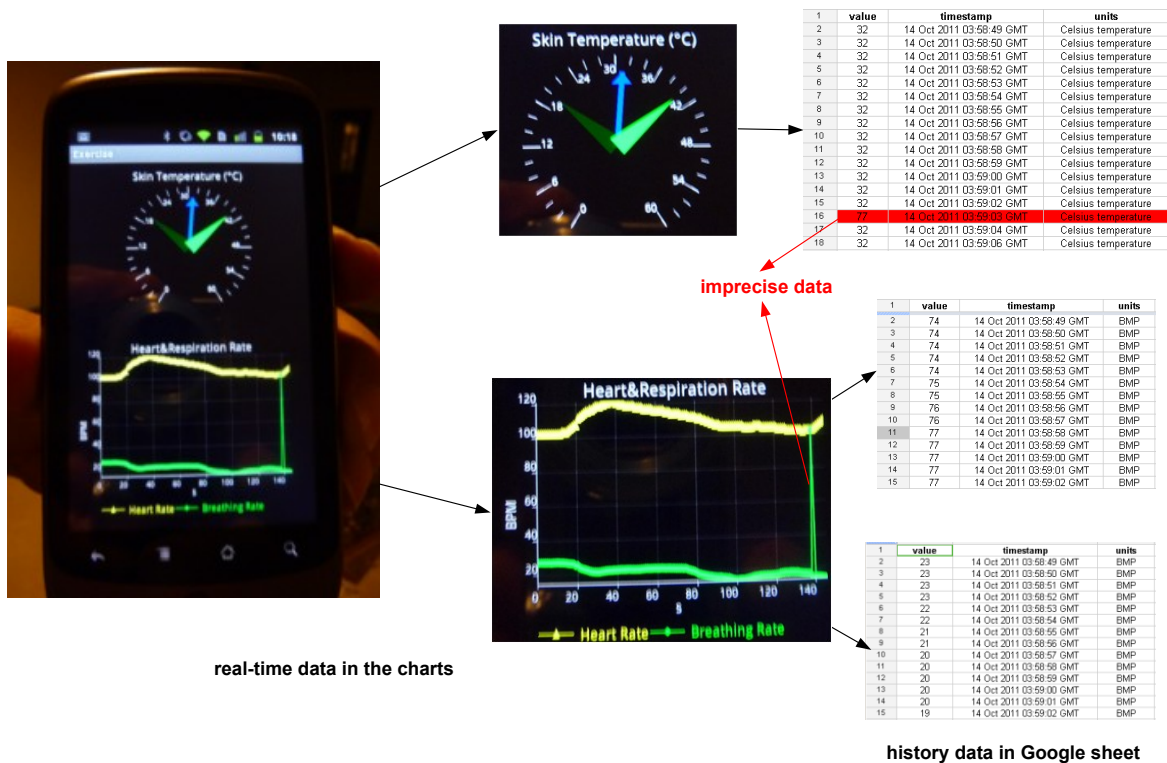 10:18
Exercise
Skin Temperature (°C)
0 6 12 18 24 30 36 42 48 54 60
Heart&Respiration Rate
120
100
80
60
40
20
BPM
0 20 40 60 80 100 120 140
s
Heart Rate Breathing Rate
Skin Temperature (°C)
0 6 12 18 24 30 36 42 48 54 60
1 value timestamp units
2 32 14 Oct 2011 03:58:49 GMT Celsius temperature
3 32 14 Oct 2011 03:58:50 GMT Celsius temperature
4 32 14 Oct 2011 03:58:51 GMT Celsius temperature
5 32 14 Oct 2011 03:58:52 GMT Celsius temperature
6 32 14 Oct 2011 03:58:53 GMT Celsius temperature
7 32 14 Oct 2011 03:58:54 GMT Celsius temperature
8 32 14 Oct 2011 03:58:55 GMT Celsius temperature
9 32 14 Oct 2011 03:58:56 GMT Celsius temperature
10 32 14 Oct 2011 03:58:57 GMT Celsius temperature
11 32 14 Oct 2011 03:58:58 GMT Celsius temperature
12 32 14 Oct 2011 03:58:59 GMT Celsius temperature
13 32 14 Oct 2011 03:59:00 GMT Celsius temperature
14 32 14 Oct 2011 03:59:01 GMT Celsius temperature
15 32 14 Oct 2011 03:59:02 GMT Celsius temperature
16 77 14 Oct 2011 03:59:03 GMT Celsius temperature
17 32 14 Oct 2011 03:59:04 GMT Celsius temperature
18 32 14 Oct 2011 03:59:06 GMT Celsius temperature
imprecise data
Heart&Respiration Rate
120
100
80
60
40
20
BPM
0 20 40 60 80 100 120 140
s
Heart Rate Breathing Rate
1 value timestamp units
2 74 14 Oct 2011 03:58:49 GMT BMP
3 74 14 Oct 2011 03:58:50 GMT BMP
4 74 14 Oct 2011 03:58:51 GMT BMP
5 74 14 Oct 2011 03:58:52 GMT BMP
6 74 14 Oct 2011 03:58:53 GMT BMP
7 75 14 Oct 2011 03:58:54 GMT BMP
8 75 14 Oct 2011 03:58:55 GMT BMP
9 76 14 Oct 2011 03:58:56 GMT BMP
10 76 14 Oct 2011 03:58:57 GMT BMP
11 77 14 Oct 2011 03:58:58 GMT BMP
12 77 14 Oct 2011 03:58:59 GMT BMP
13 77 14 Oct 2011 03:59:00 GMT BMP
14 77 14 Oct 2011 03:59:01 GMT BMP
15 77 14 Oct 2011 03:59:02 GMT BMP
1 value timestamp units
2 23 14 Oct 2011 03:58:49 GMT BMP
3 23 14 Oct 2011 03:58:50 GMT BMP
4 23 14 Oct 2011 03:58:51 GMT BMP
5 23 14 Oct 2011 03:58:52 GMT BMP
6 22 14 Oct 2011 03:58:53 GMT BMP
7 22 14 Oct 2011 03:58:54 GMT BMP
8 21 14 Oct 2011 03:58:55 GMT BMP
9 21 14 Oct 2011 03:58:56 GMT BMP
10 20 14 Oct 2011 03:58:57 GMT BMP
11 20 14 Oct 2011 03:58:58 GMT BMP
12 20 14 Oct 2011 03:58:59 GMT BMP
13 20 14 Oct 2011 03:59:00 GMT BMP
14 20 14 Oct 2011 03:59:01 GMT BMP
15 19 14 Oct 2011 03:59:02 GMT BMP
real-time data in the charts
history data in Google sheet